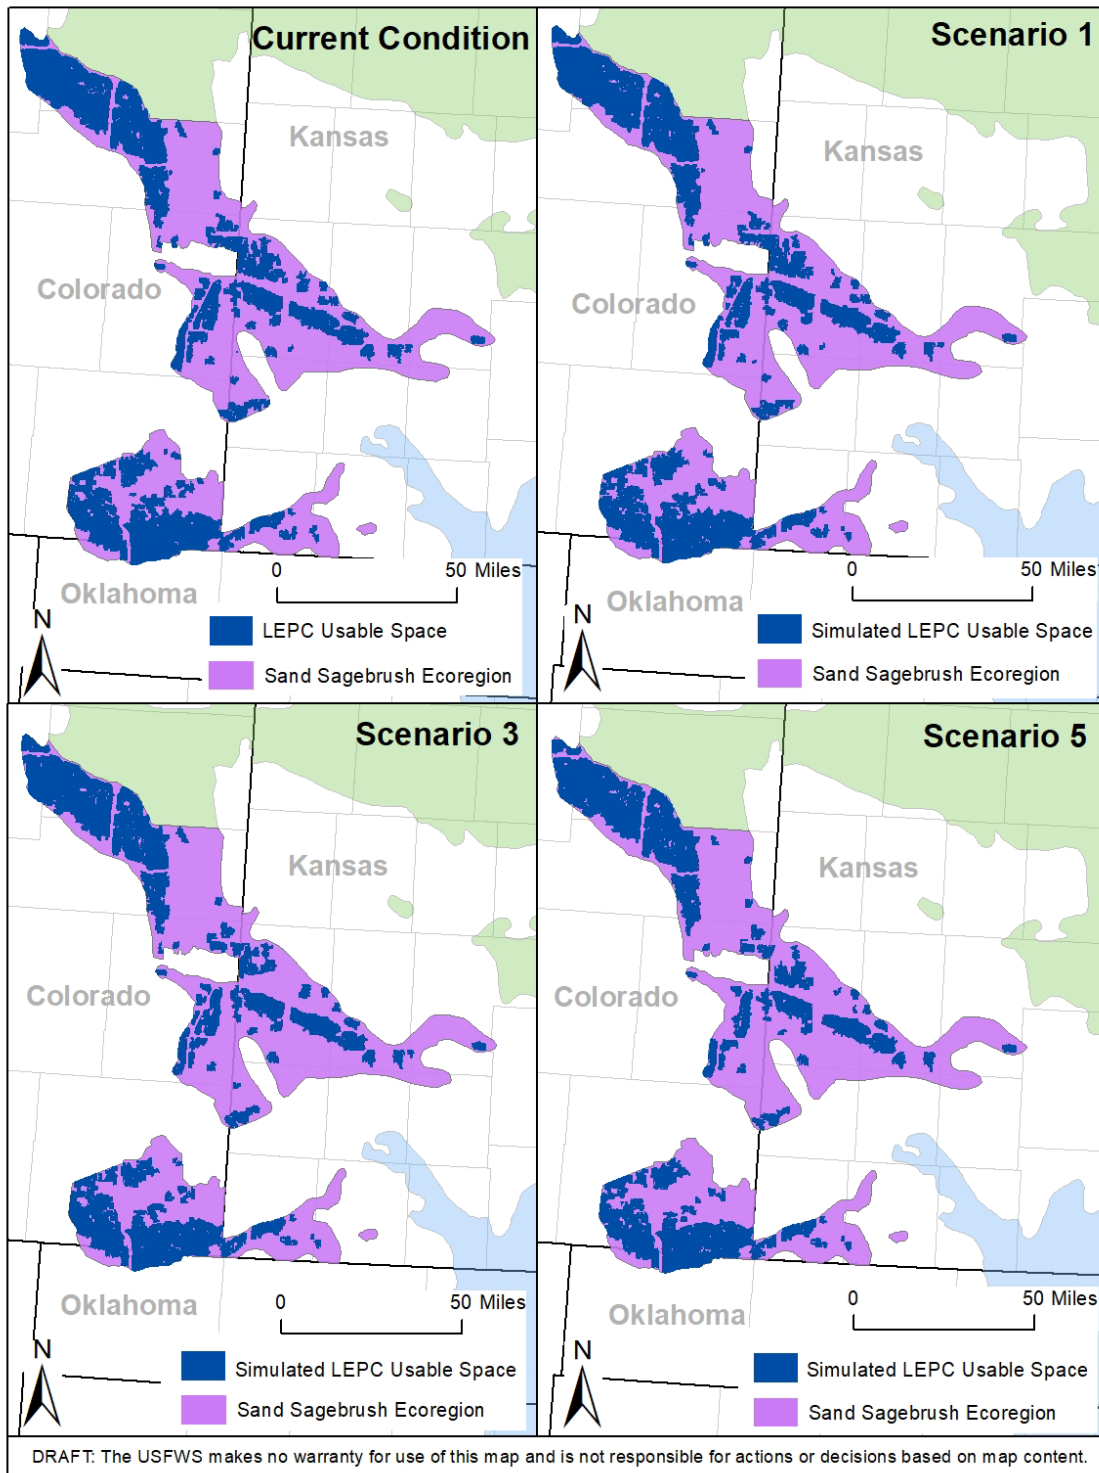 Current Condition
Kansas
Colorado
Oklahoma
0 50 Miles
N
LEPC Usable Space
Sand Sagebrush Ecoregion
Scenario 1
Kansas
Colorado
Oklahoma
0 50 Miles
N
Simulated LEPC Usable Space
Sand Sagebrush Ecoregion
Scenario 3
Kansas
Colorado
Oklahoma
0 50 Miles
N
Simulated LEPC Usable Space
Sand Sagebrush Ecoregion
Scenario 5
Kansas
Colorado
Oklahoma
0 50 Miles
N
Simulated LEPC Usable Space
Sand Sagebrush Ecoregion
DRAFT: The USFWS makes no warranty for use of this map and is not responsible for actions or decisions based on map content.